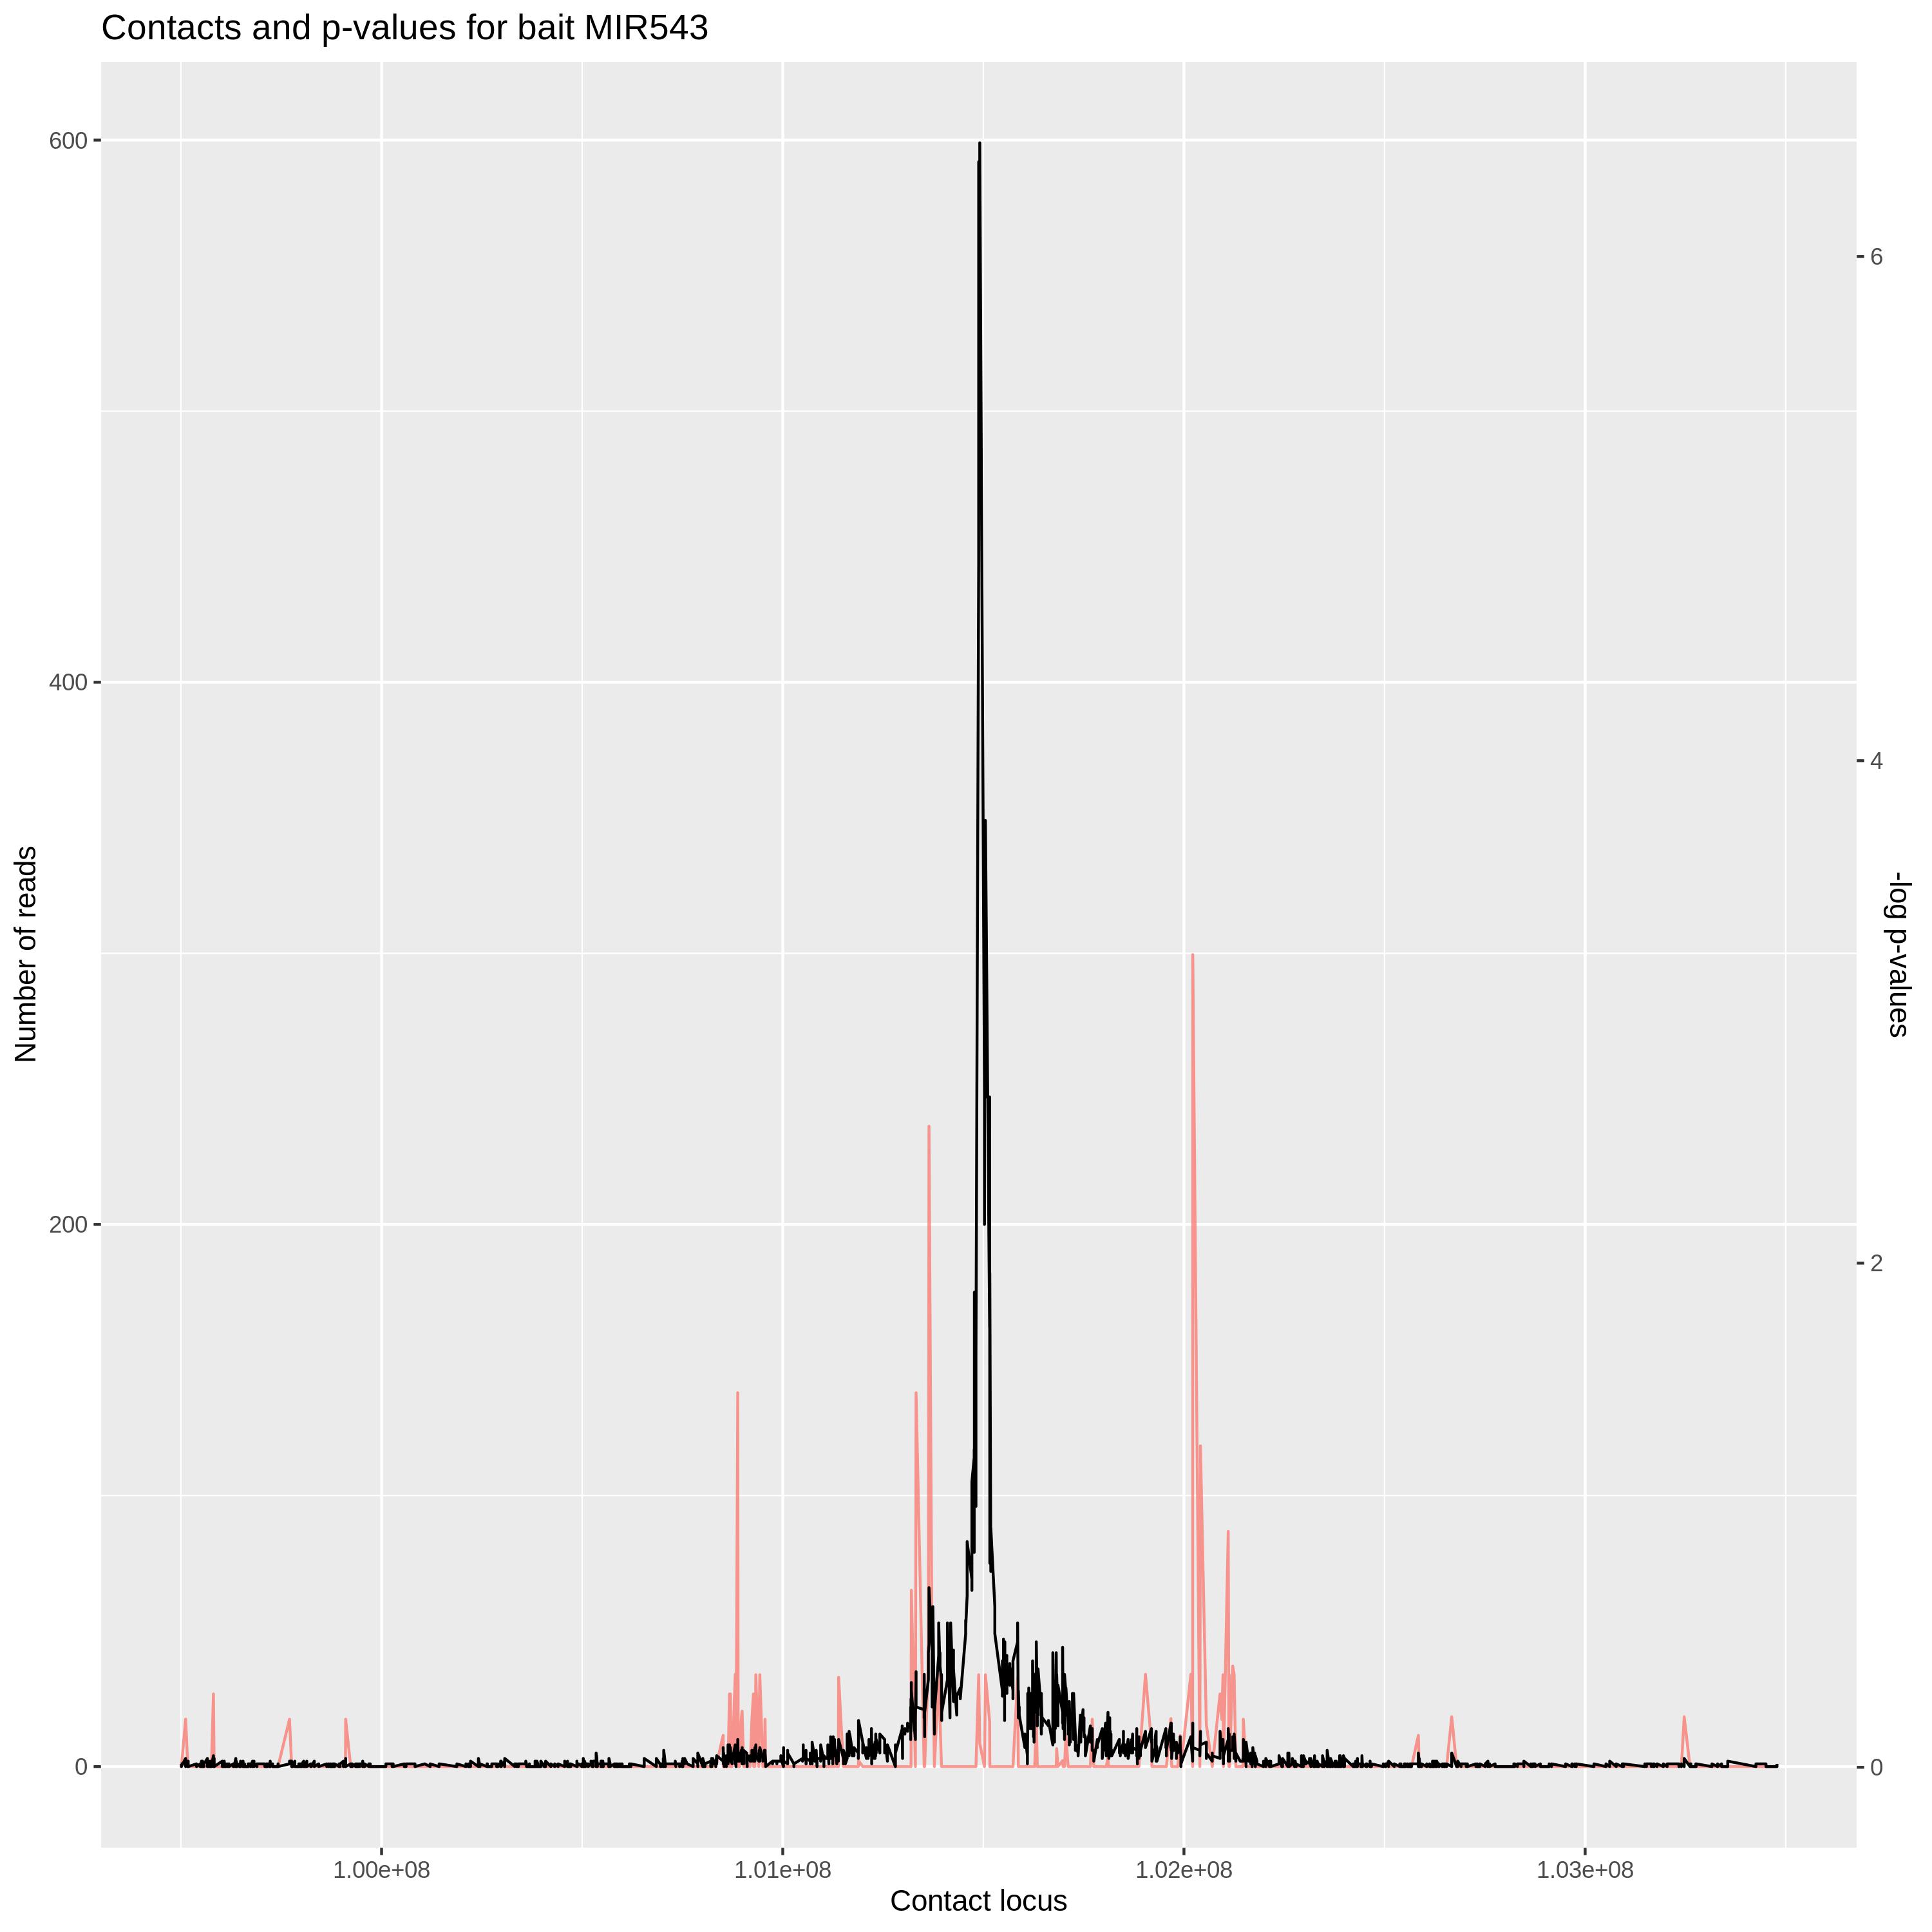 Contacts and p-values for bait MIR543
600
400
200
0
Number of reads
6
4
2
0
-log p-values
1.00e+08
1.01e+08
1.02e+08
1.03e+08
Contact locus